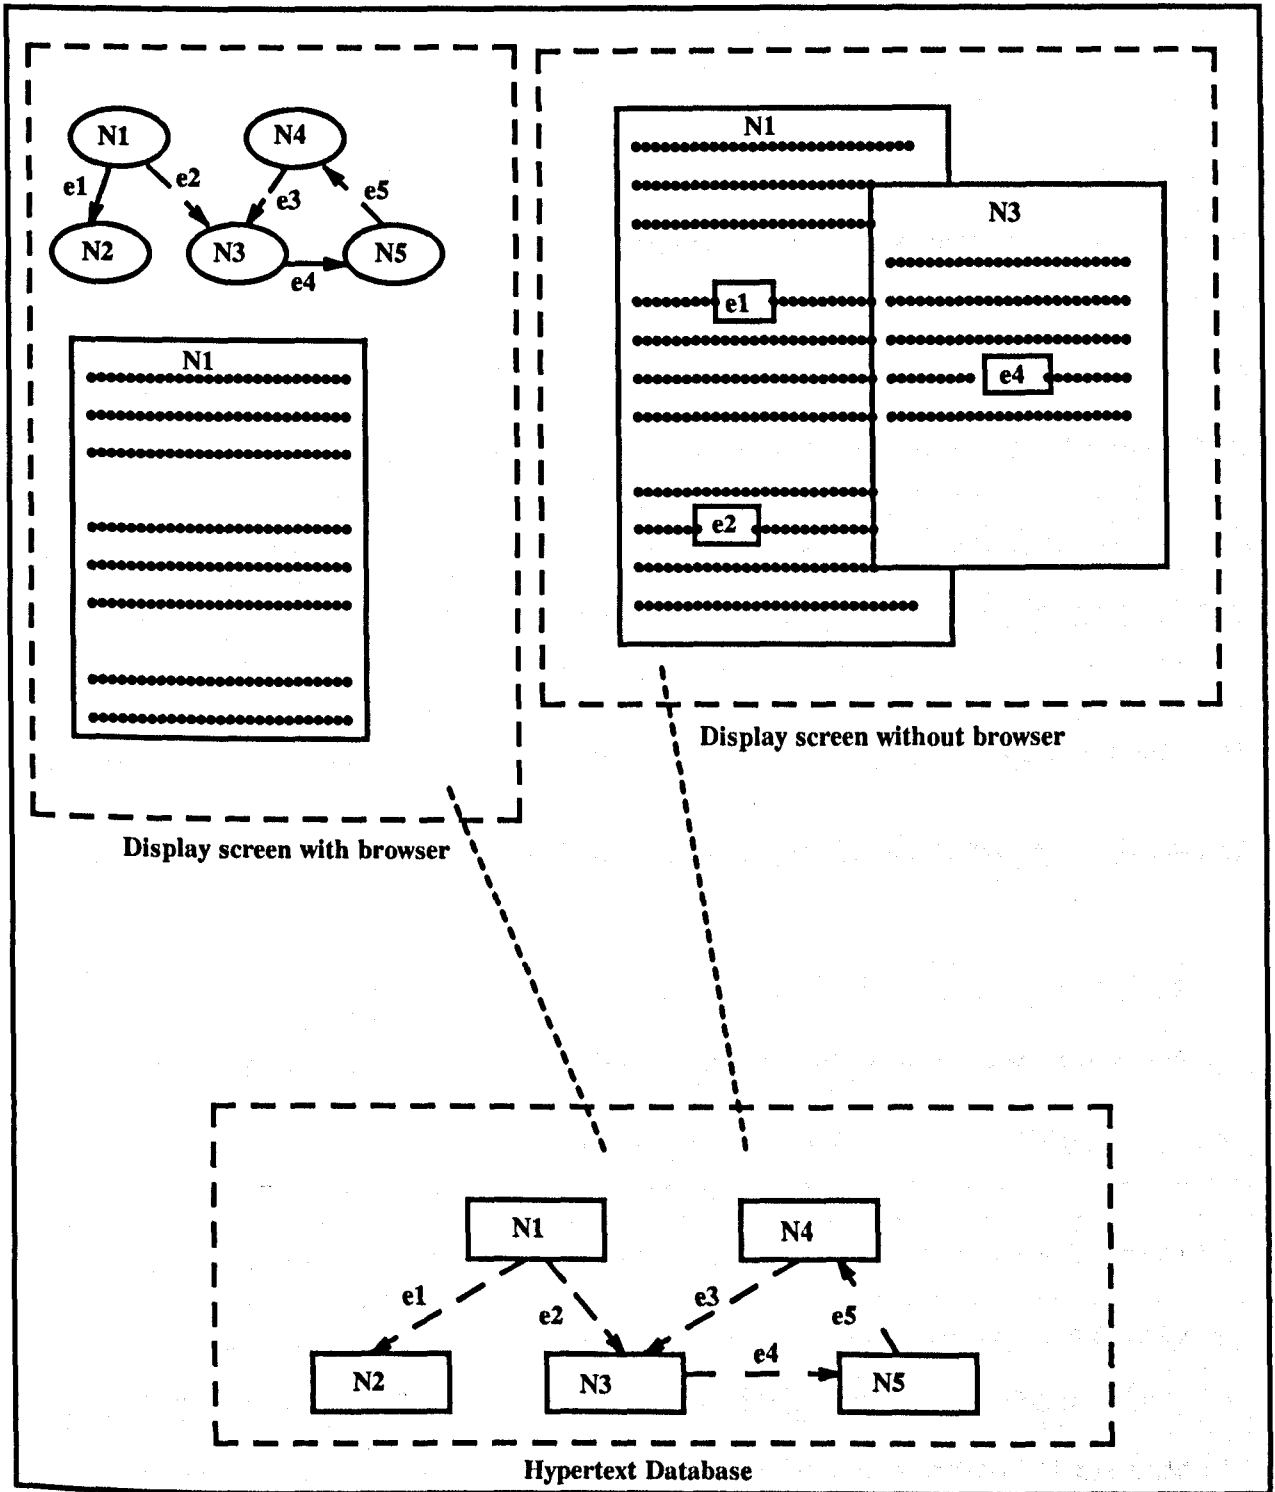 N1 N4
e1 e2 e3 e5
N2 N3 N5
e4
N1
Display screen with browser
N1
N3
e1
e4
e2
Display screen without browser
N1 N4
e1 e2 e3 e5
e4
N2 N3 N5
Hypertext Database